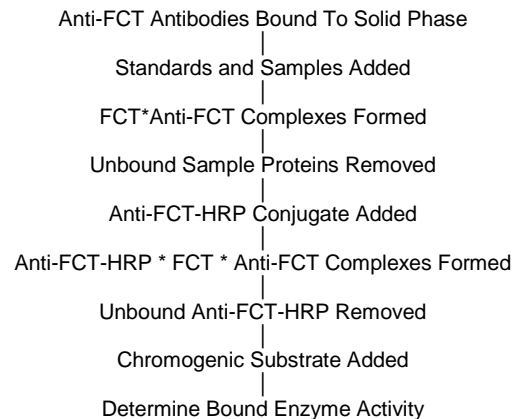 Anti-FCT Antibodies Bound To Solid Phase
Standards and Samples Added
FCT*Anti-FCT Complexes Formed
Unbound Sample Proteins Removed
Anti-FCT-HRP Conjugate Added
Anti-FCT-HRP * FCT * Anti-FCT Complexes Formed
Unbound Anti-FCT-HRP Removed
Chromogenic Substrate Added
Determine Bound Enzyme Activity